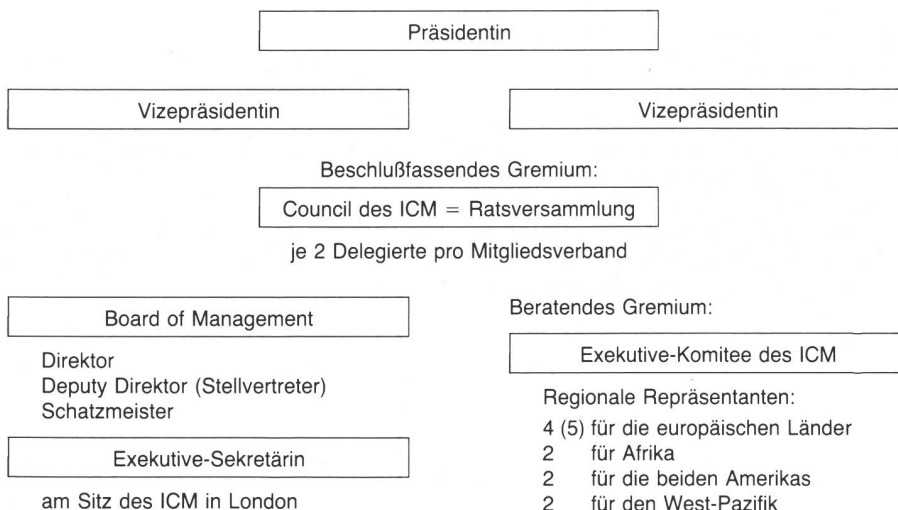 Präsidentin
Vizepräsidentin
Vizepräsidentin
Beschlußfassendes Gremium:
Council des ICM = Ratsversammlung
je 2 Delegierte pro Mitgliedsverband
Board of Management
Direktor
Deputy Direktor (Stellvertreter)
Schatzmeister
Exekutive-Sekretärin
am Sitz des ICM in London
Beratendes Gremium:
Exekutive-Komitee des ICM
Regionale Repräsentanten:
4 (5) für die europäischen Länder
2 für Afrika
2 für die beiden Amerikas
2 für den West-Pazifik